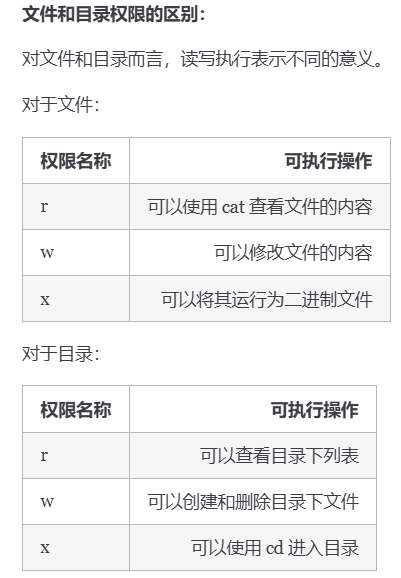 文件和目录权限的区别：
对文件和目录而言，读写执行表示不同的意义。
对于文件：
权限名称 可执行操作
r 可以使用 cat 查看文件的内容
w 可以修改文件的内容
x 可以将其运行为二进制文件
对于目录：
权限名称 可执行操作
r 可以查看目录下列表
w 可以创建和删除目录下文件
x 可以使用 cd 进入目录